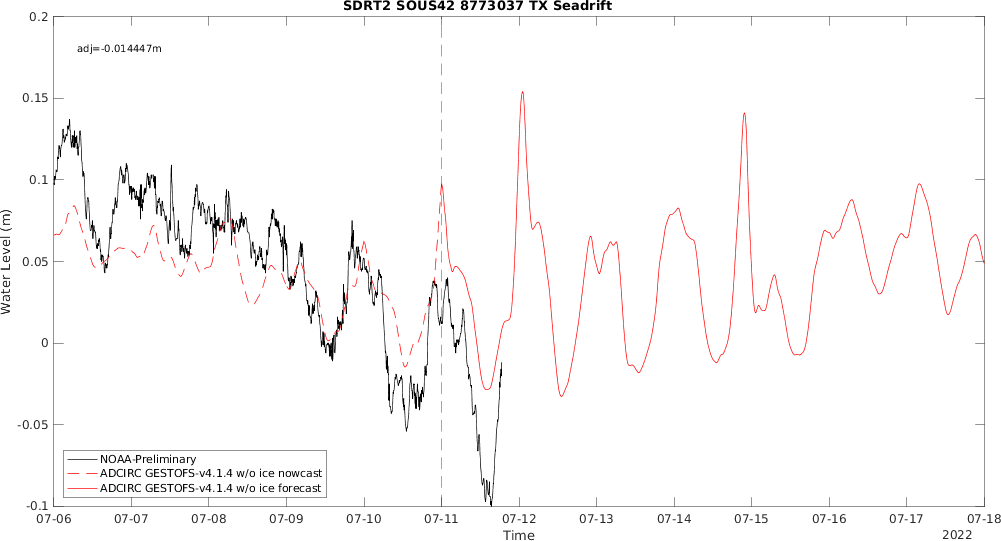 SDRT2 SOUS42 8773037 TX Seadrift
adj=-0.014447m
Water Level (m)
0.2
0.15
0.1
0.05
0
-0.05
-0.1
NOAA-Preliminary
ADCIRC GESTOFS-v4.1.4 w/o ice nowcast
ADCIRC GESTOFS-v4.1.4 w/o ice forecast
07-06 07-07 07-08 07-09 07-10 07-11 07-12 07-13 07-14 07-15 07-16 07-17 07-18
Time
2022